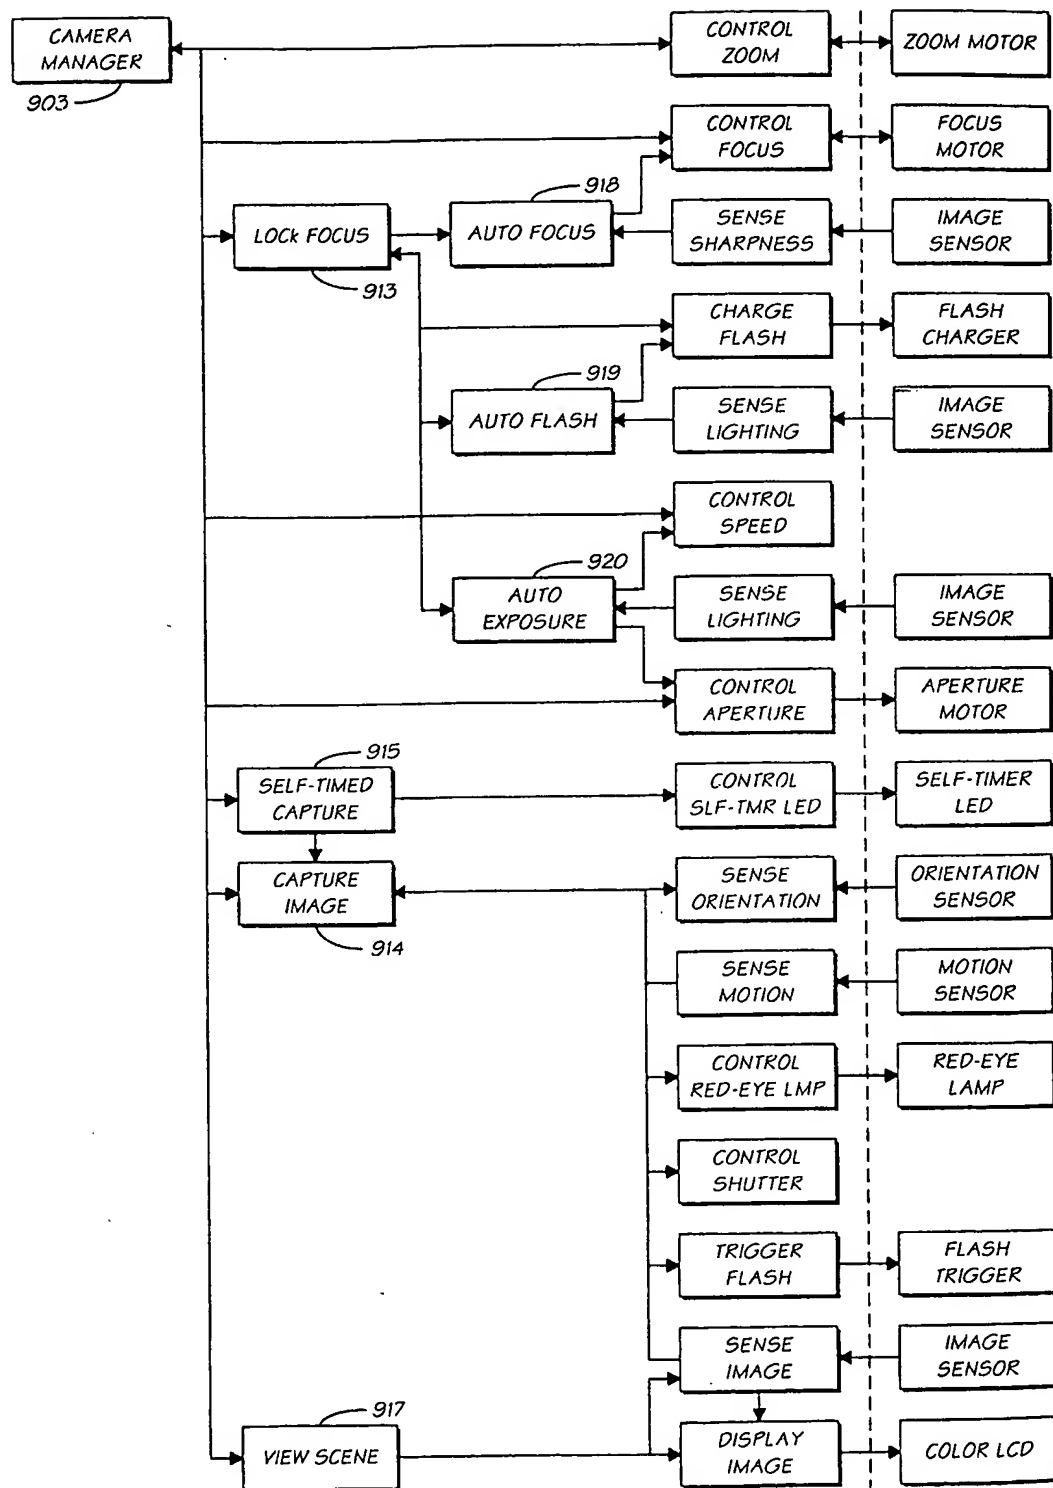 CAMERA
MANAGER
903
CONTROL
ZOOM
ZOOM MOTOR
CONTROL
FOCUS
FOCUS
MOTOR
918
LOCK FOCUS
913
AUTO FOCUS
SENSE
SHARPNESS
IMAGE
SENSOR
CHARGE
FLASH
FLASH
CHARGER
919
AUTO FLASH
SENSE
LIGHTING
IMAGE
SENSOR
CONTROL
SPEED
920
AUTO
EXPOSURE
SENSE
LIGHTING
IMAGE
SENSOR
CONTROL
APERTURE
APERTURE
MOTOR
915
SELF-TIMED
CAPTURE
CONTROL
SLF-TMR LED
SELF-TIMER
LED
CAPTURE
IMAGE
914
SENSE
ORIENTATION
ORIENTATION
SENSOR
SENSE
MOTION
MOTION
SENSOR
CONTROL
RED-EYE LMP
RED-EYE
LAMP
CONTROL
SHUTTER
TRIGGER
FLASH
FLASH
TRIGGER
SENSE
IMAGE
IMAGE
SENSOR
917
VIEW SCENE
DISPLAY
IMAGE
COLOR LCD